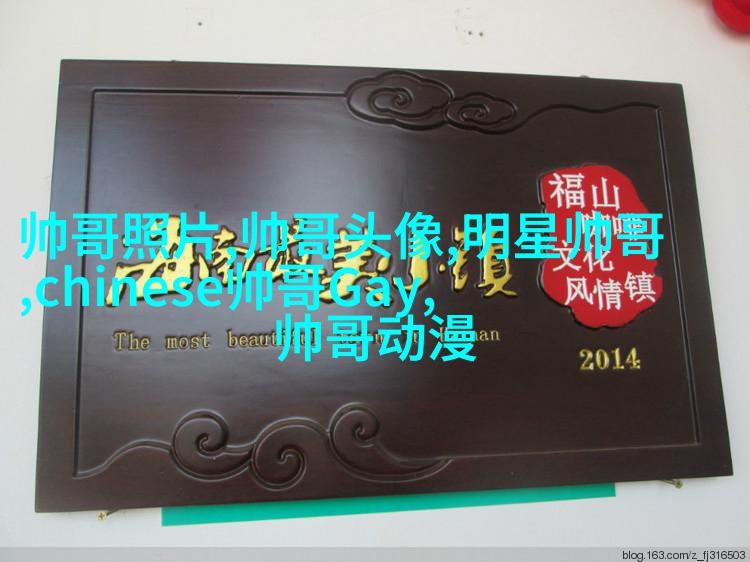 福山
文化
风情镇
帅哥照片,帅哥头像,明星帅哥
,chinese帅哥Gay,
帅哥动漫
The most beautiful
2014
blog.163.com/z_fj316503